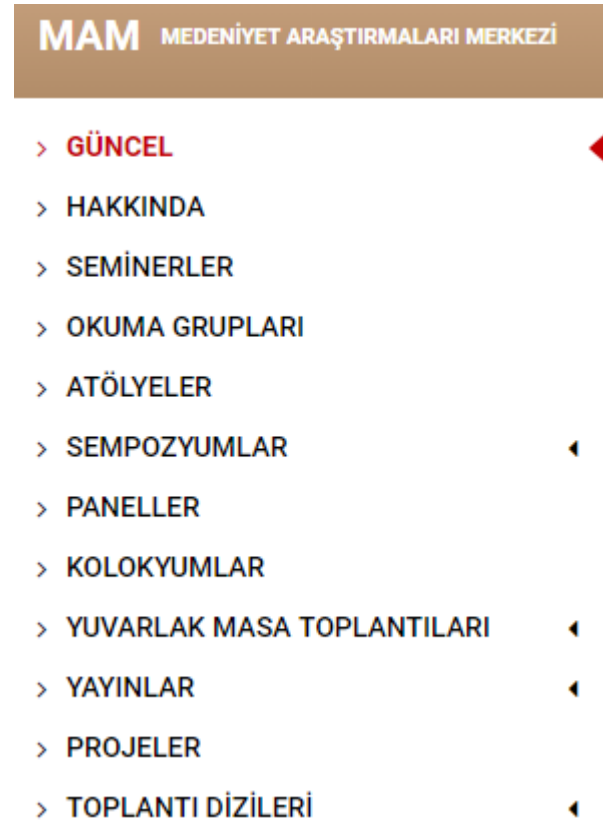 MAM MEDENİYET ARAŞTIRMALARI MERKEZİ
GÜNCEL
HAKKINDA
SEMİNERLER
OKUMA GRUPLARI
ATÖLYELER
SEMPOZYUMLAR
PANELLER
KOLOKYUMLAR
YUVARLAK MASA TOPLANTILARI
YAYINLAR
PROJELER
TOPLANTI DİZİLERİ